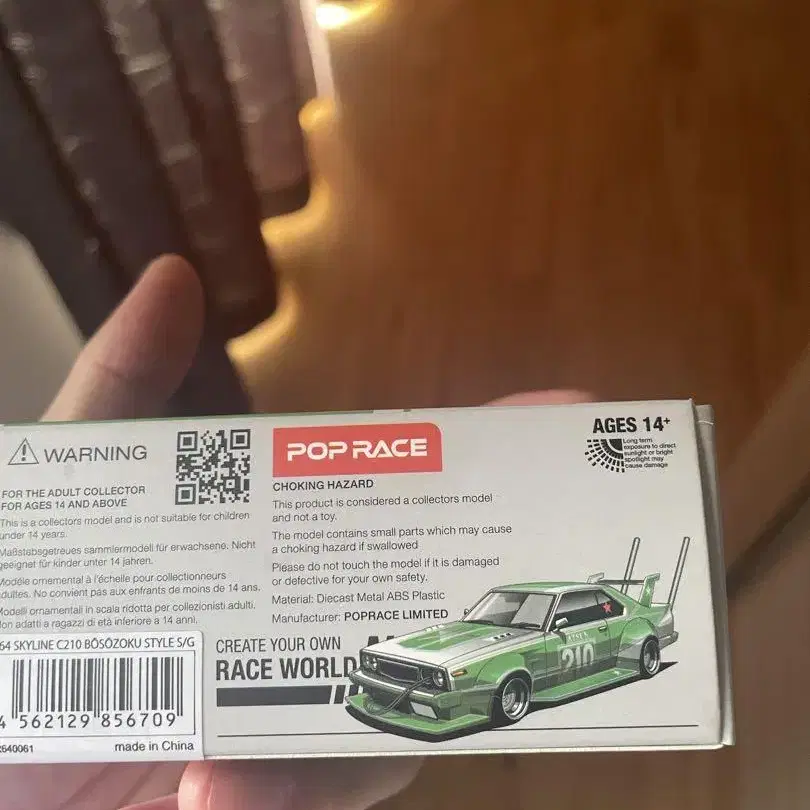 WARNING
FOR THE ADULT COLLECTOR
FOR AGES 14 AND ABOVE
This is a collectors model and is not suitable for children
under 14 years.
Maßstabsgetreues sammlermodell für erwachsene. Nicht
geeignet für kinder unter 14 jahren.
Modèle ornemental à l'échelle pour collectionneurs
adultes. No convient pás aux enfrants de moins de 14 ans.
Modelli ornamentali in scala ridotta per collezionisti adulti.
Non adatti a ragazzi di età inferiore a 14 anni.
64 SKYLINE C210 BŌSŌZOKU STYLE S/G
4 562129 856709
640061
made in China
POP RACE
CHOKING HAZARD
This product is considered a collectors model
and not a toy.
The model contains small parts which may cause
a choking hazard if swallowed
Please do not touch the model if it is damaged
or defective for your own safety.
Material: Diecast Metal ABS Plastic
Manufacturer: POPRACE LIMITED
CREATE YOUR OWN
RACE WORLD
AGES 14+
Long term
exposure to direct
sunlight or bright
spotlight may
cause damage
210